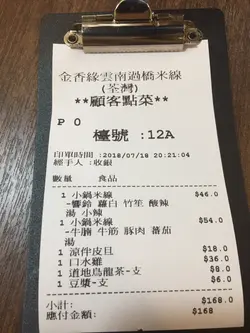 金香緣雲南過橋米線
(荃灣)
**顧客點菜**
P 0
檯號 :12A
印單時間 :2018/07/18 20:21:04
經手人 :收銀
數量 食品
1 小鍋米線 $46.0
-響鈴 蘿白 竹笙 酸辣
湯 小辣
1 小鍋米線 $54.0
-牛腩 牛筋 豚肉 蕃茄
湯
1 涼伴皮旦 $18.0
1 口水雞 $36.0
1 道地烏龍茶-支 $8.0
1 豆漿-支 $6.0
小計: $168.0
應付金額: $168